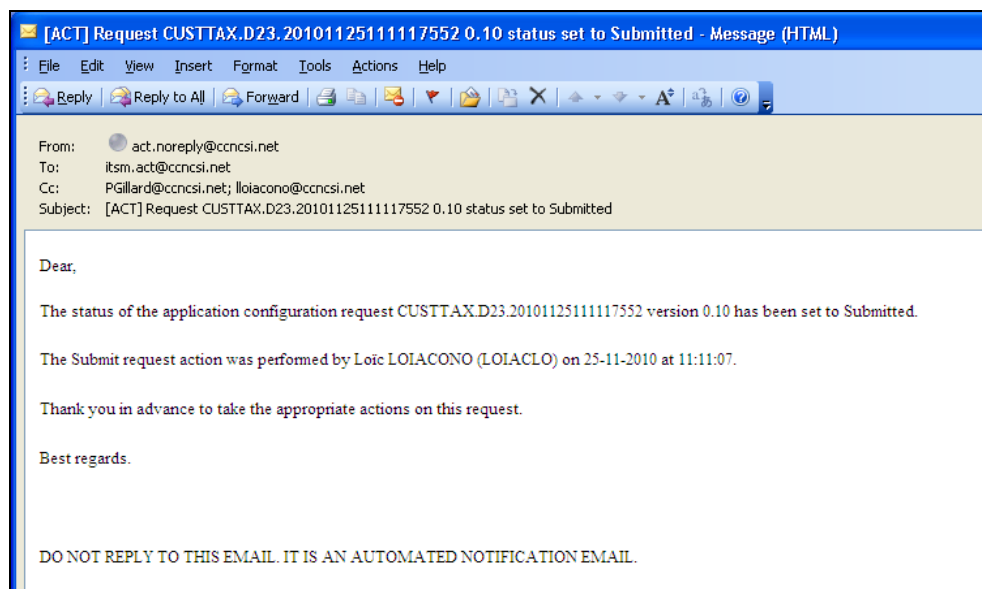 [ACT] Request CUSTTAX.D23.20101125111117552 0.10 status set to Submitted - Message (HTML)
File Edit View Insert Format Tools Actions Help
Reply Reply to All Forward
From: act.noreply@ccncsi.net
To: itsm.act@ccncsi.net
Cc: PGillard@ccncsi.net; lloiacono@ccncsi.net
Subject: [ACT] Request CUSTTAX.D23.20101125111117552 0.10 status set to Submitted
Dear,
The status of the application configuration request CUSTTAX.D23.20101125111117552 version 0.10 has been set to Submitted.
The Submit request action was performed by Loïc LOIACONO (LOIACLO) on 25-11-2010 at 11:11:07.
Thank you in advance to take the appropriate actions on this request.
Best regards.
DO NOT REPLY TO THIS EMAIL. IT IS AN AUTOMATED NOTIFICATION EMAIL.